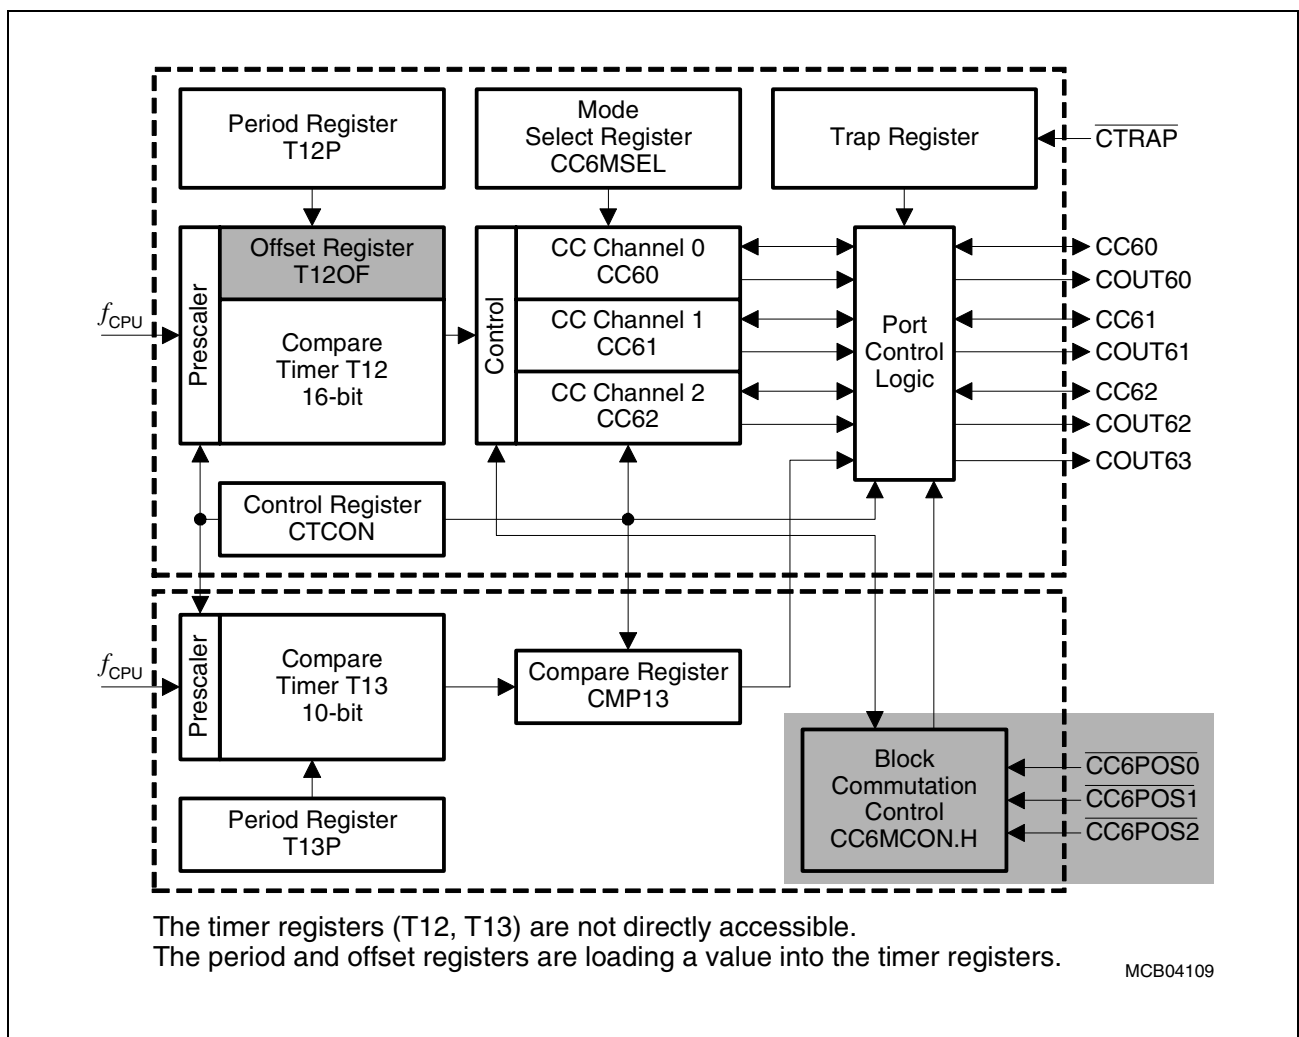 Period Register
T12P
Mode
Select Register
CC6MSEL
Trap Register
CTRAP
Prescaler
Offset Register
T12OF
Compare
Timer T12
16-bit
fCPU
Control
CC Channel 0
CC60
CC Channel 1
CC61
CC Channel 2
CC62
Port
Control
Logic
CC60
COUT60
CC61
COUT61
CC62
COUT62
COUT63
Control Register
CTCON
fCPU
Prescaler
Compare
Timer T13
10-bit
Compare Register
CMP13
Period Register
T13P
Block
Commutation
Control
CC6MCON.H
CC6POS0
CC6POS1
CC6POS2
The timer registers (T12, T13) are not directly accessible.
The period and offset registers are loading a value into the timer registers.
MCB04109